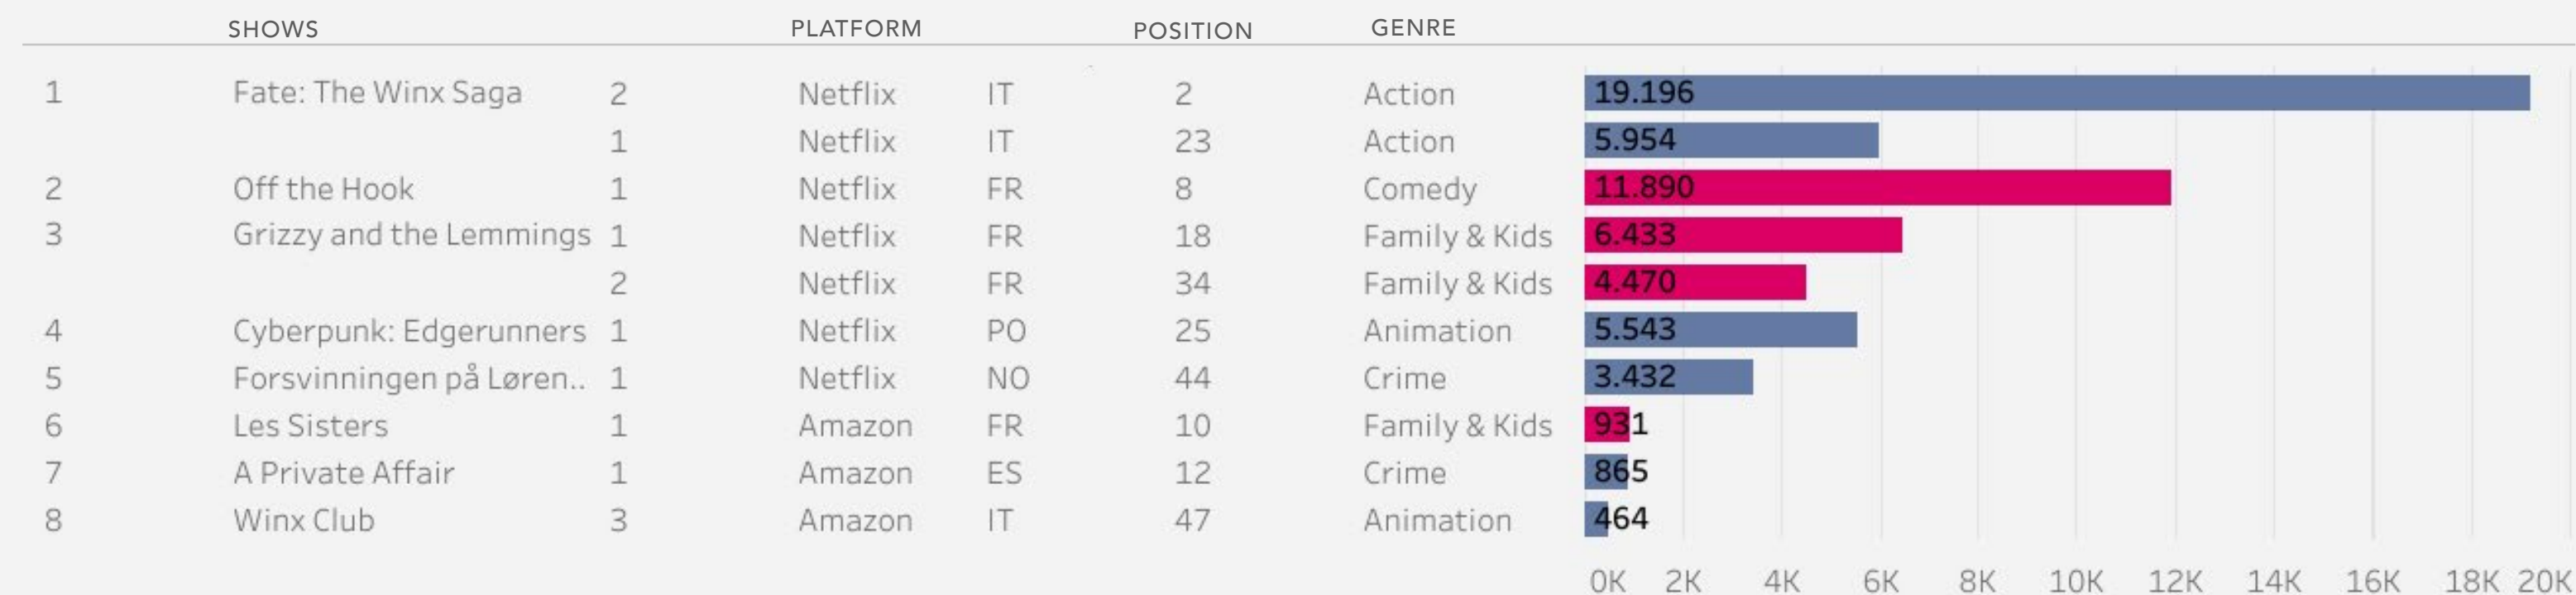 SHOWS PLATFORM POSITION GENRE
1 Fate: The Winx Saga 2 Netflix IT 2 Action 19.196
1 Netflix IT 23 Action 5.954
2 Off the Hook 1 Netflix FR 8 Comedy 11.890
3 Grizzy and the Lemmings 1 Netflix FR 18 Family & Kids 6.433
2 Netflix FR 34 Family & Kids 4.470
4 Cyberpunk: Edgerunners 1 Netflix PO 25 Animation 5.543
5 Forsvinningen på Løren.. 1 Netflix NO 44 Crime 3.432
6 Les Sisters 1 Amazon FR 10 Family & Kids 931
7 A Private Affair 1 Amazon ES 12 Crime 865
8 Winx Club 3 Amazon IT 47 Animation 464
0K 2K 4K 6K 8K 10K 12K 14K 16K 18K 20K